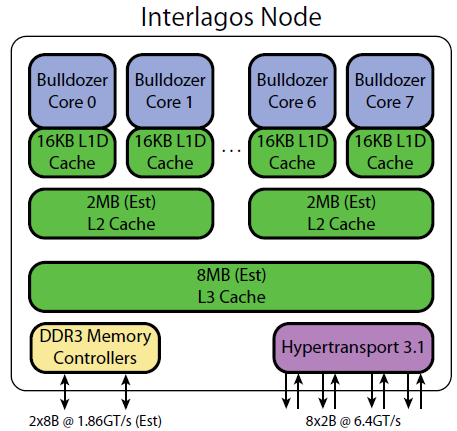 Interlagos Node
Bulldozer
Core 0
Bulldozer
Core 1
Bulldozer
Core 6
Bulldozer
Core 7
16KB L1D
Cache
16KB L1D
Cache
...
16KB L1D
Cache
16KB L1D
Cache
2MB (Est)
L2 Cache
2MB (Est)
L2 Cache
8MB (Est)
L3 Cache
DDR3 Memory
Controllers
Hypertransport 3.1
2x8B @ 1.86GT/s (Est)
8x2B @ 6.4GT/s